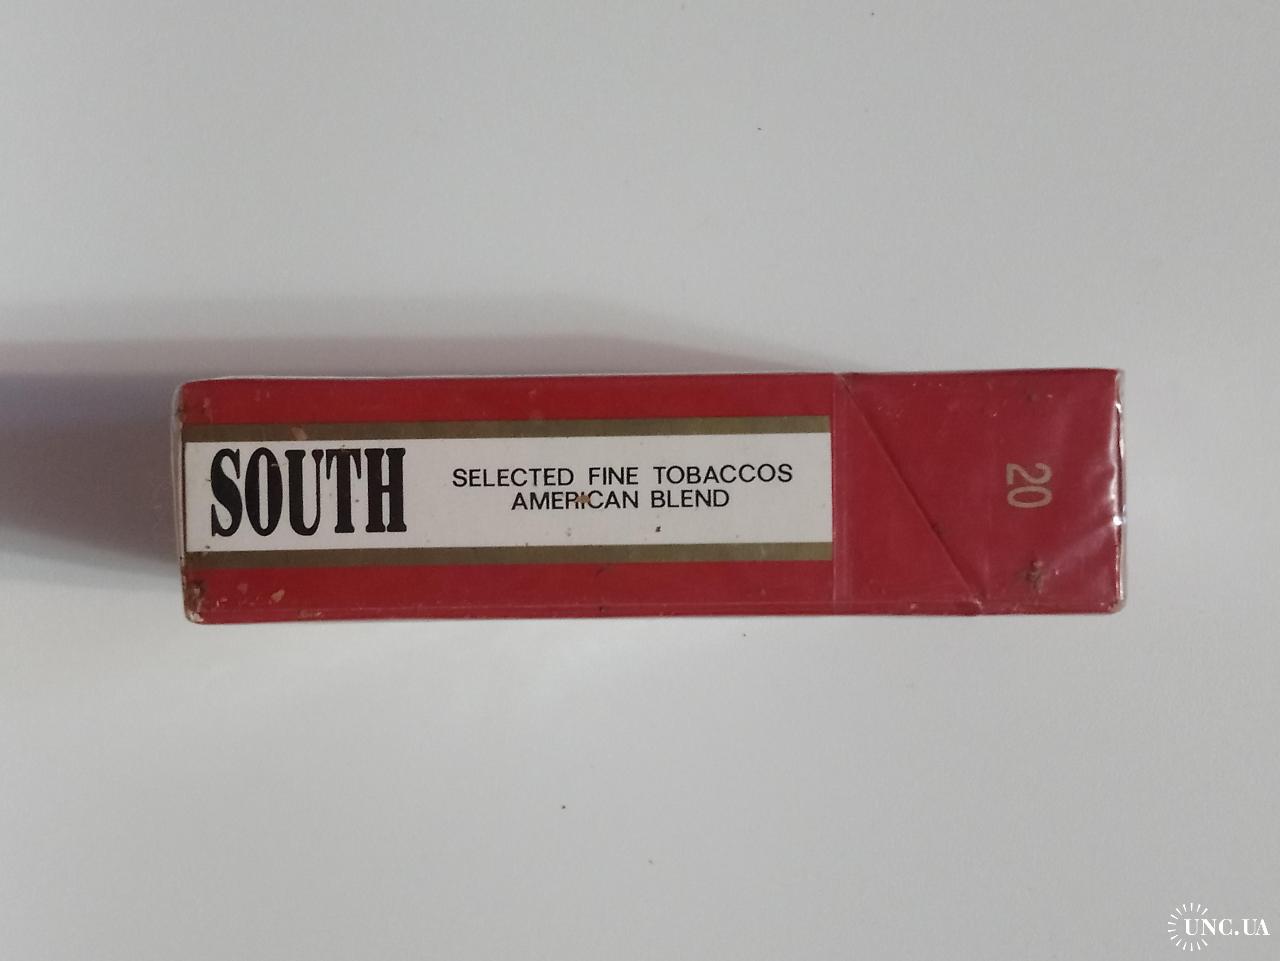 SOUTH
SELECTED FINE TOBACCOS
AMERICAN BLEND
20
UNC.UA